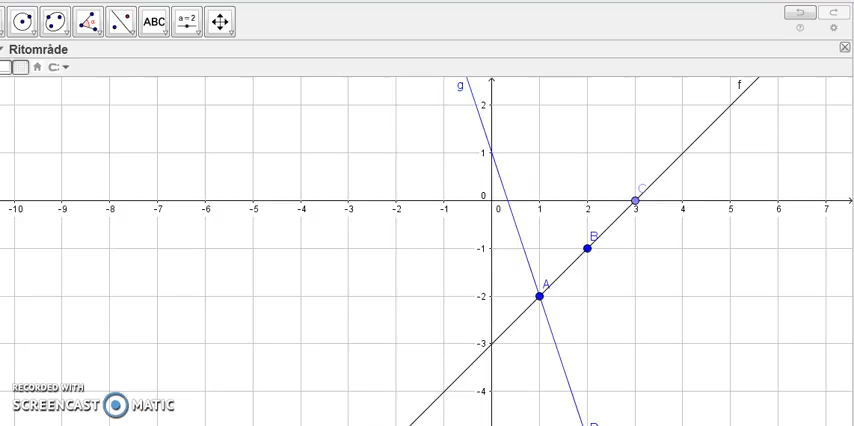 α
ABC
a=2
Ritområde
g
f
2
1
C
0
-10 -9 -8 -7 -6 -5 -4 -3 -2 -1 0 1 2 3 4 5 6 7
B
-1
A
-2
-3
-4
RECORDED WITH
SCREENCAST MATIC